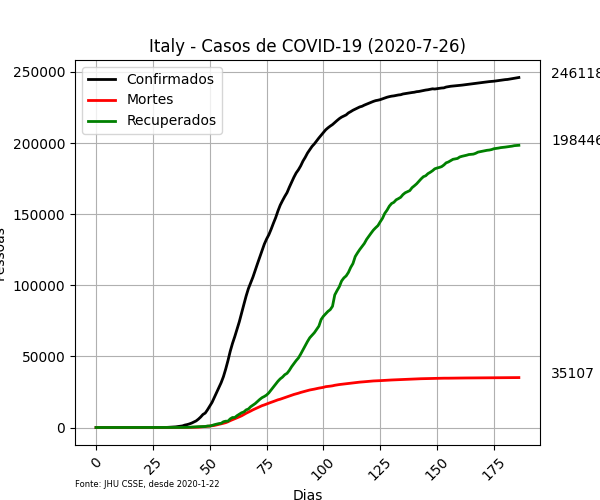 Italy - Casos de COVID-19 (2020-7-26)
Confirmados
Mortes
Recuperados
250000
200000
150000
100000
50000
0
246118
198446
35107
0
25
50
75
100
125
150
175
Dias
Fonte: JHU CSSE, desde 2020-1-22